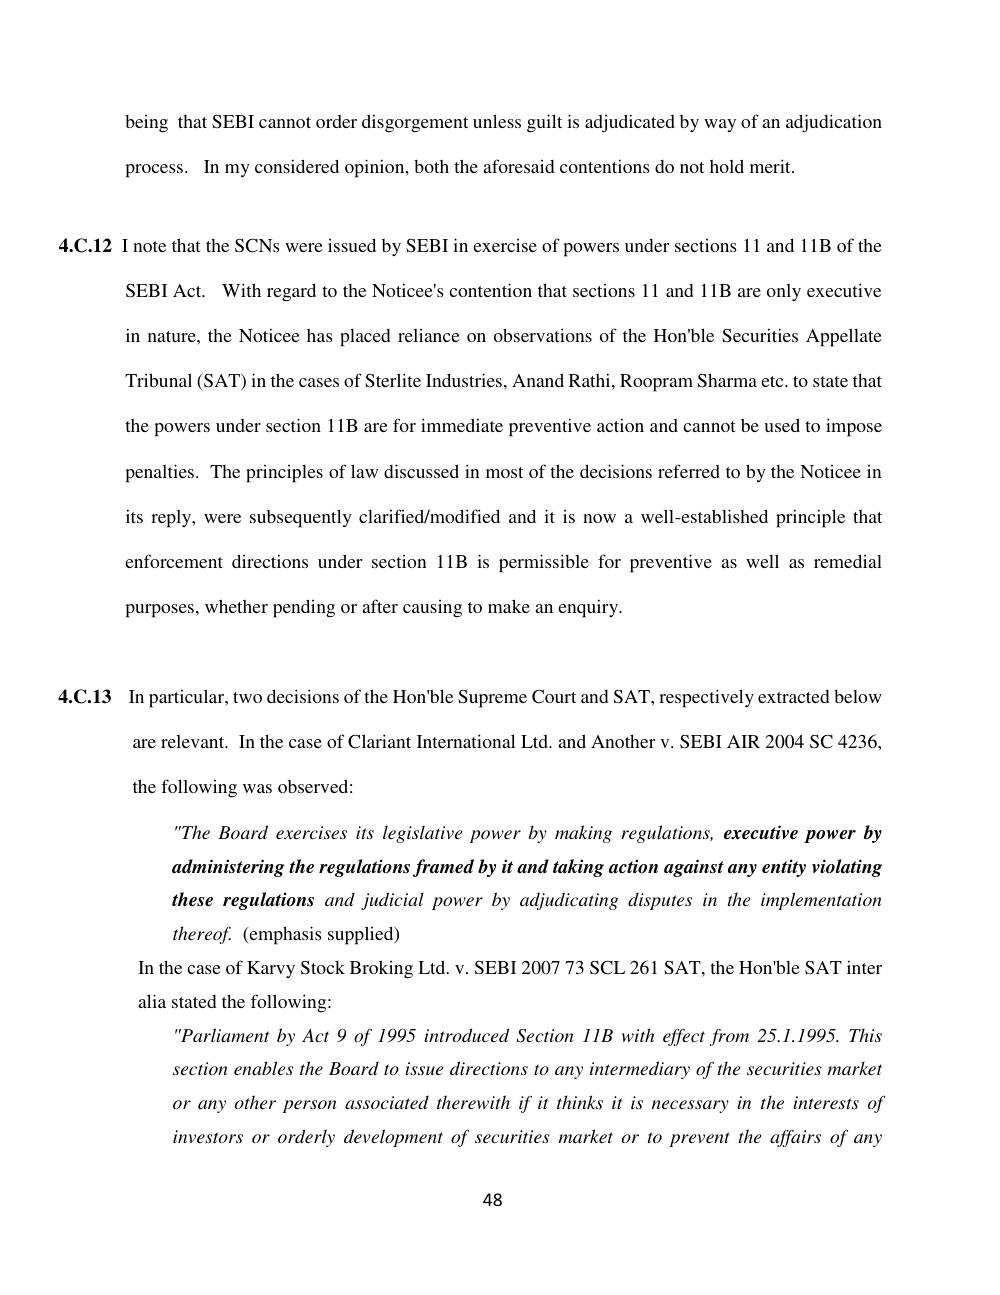 being that SEBI cannot order disgorgement unless guilt is adjudicated by way of an adjudication
process. In my considered opinion, both the aforesaid contentions do not hold merit.
4.C.12 I note that the SCNs were issued by SEBI in exercise of powers under sections 11 and 11B of the
SEBI Act. With regard to the Noticee's contention that sections 11 and 11B are only executive
in nature, the Noticee has placed reliance on observations of the Hon'ble Securities Appellate
Tribunal (SAT) in the cases of Sterlite Industries, Anand Rathi, Roopram Sharma etc. to state that
the powers under section 11B are for immediate preventive action and cannot be used to impose
penalties. The principles of law discussed in most of the decisions referred to by the Noticee in
its reply, were subsequently clarified/modified and it is now a well-established principle that
enforcement directions under section 11B is permissible for preventive as well as remedial
purposes, whether pending or after causing to make an enquiry.
4.C.13 In particular, two decisions of the Hon'ble Supreme Court and SAT, respectively extracted below
are relevant. In the case of Clariant International Ltd. and Another v. SEBI AIR 2004 SC 4236,
the following was observed:
"The Board exercises its legislative power by making regulations, executive power by
administering the regulations framed by it and taking action against any entity violating
these regulations and judicial power by adjudicating disputes in the implementation
thereof. (emphasis supplied)
In the case of Karvy Stock Broking Ltd. v. SEBI 2007 73 SCL 261 SAT, the Hon'ble SAT inter
alia stated the following:
"Parliament by Act 9 of 1995 introduced Section 11B with effect from 25.1.1995. This
section enables the Board to issue directions to any intermediary of the securities market
or any other person associated therewith if it thinks it is necessary in the interests of
investors or orderly development of securities market or to prevent the affairs of any
48